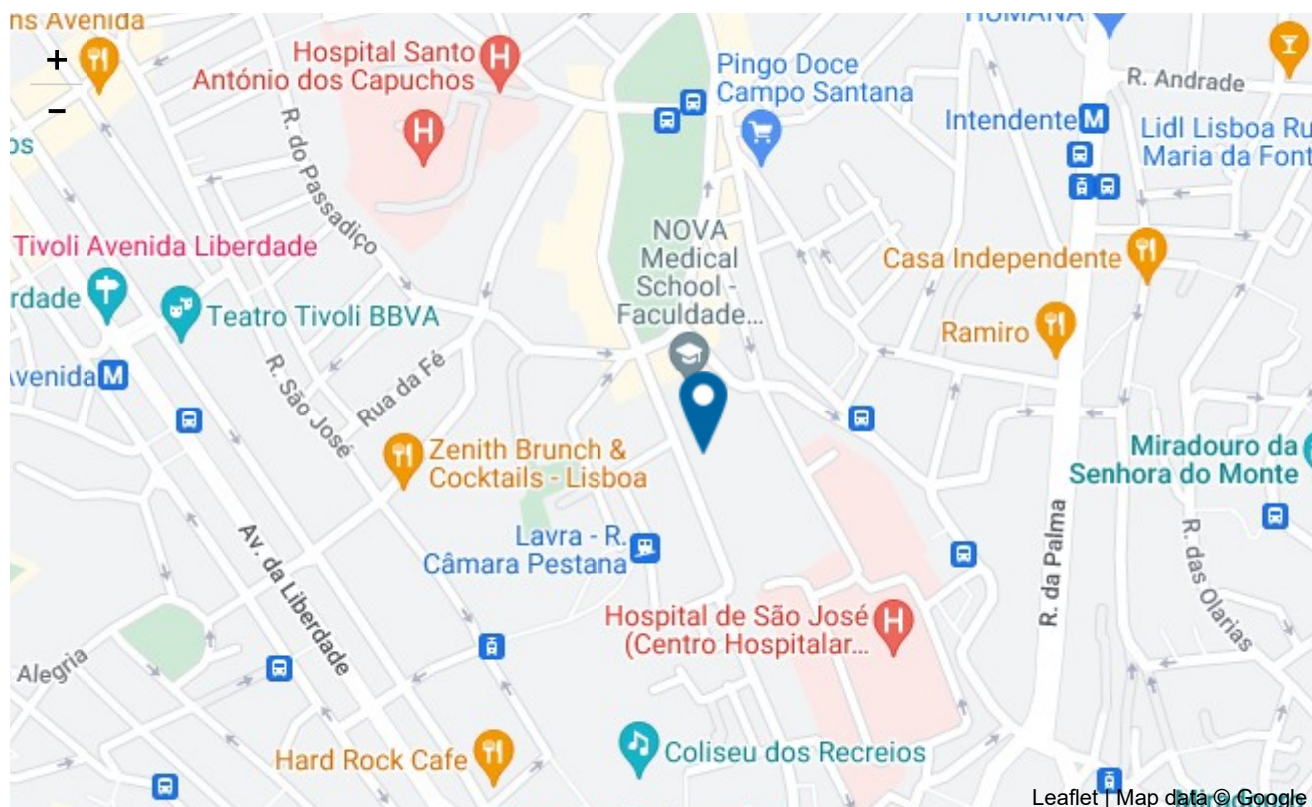 ns Avenida
HUMANA
+
−
Hospital Santo
António dos Capuchos
H
H
Pingo Doce
Campo Santana
R. Andrade
Intendente
M
Lidl Lisboa Ru
Maria da Font
os
R. do Passadiço
NOVA
Medical
School -
Faculdade...
Tivoli Avenida Liberdade
Casa Independente
erdade
Teatro Tivoli BBVA
Ramiro
Avenida
M
R. São José
Rua da Fé
Zenith Brunch &
Cocktails - Lisboa
Miradouro da
Senhora do Monte
Av. da Liberdade
Lavra - R.
Câmara Pestana
R. da Palma
R. das Olarias
Hospital de São José
(Centro Hospitalar...
H
Alegria
Hard Rock Cafe
Coliseu dos Recreios
Leaflet | Map data © Google